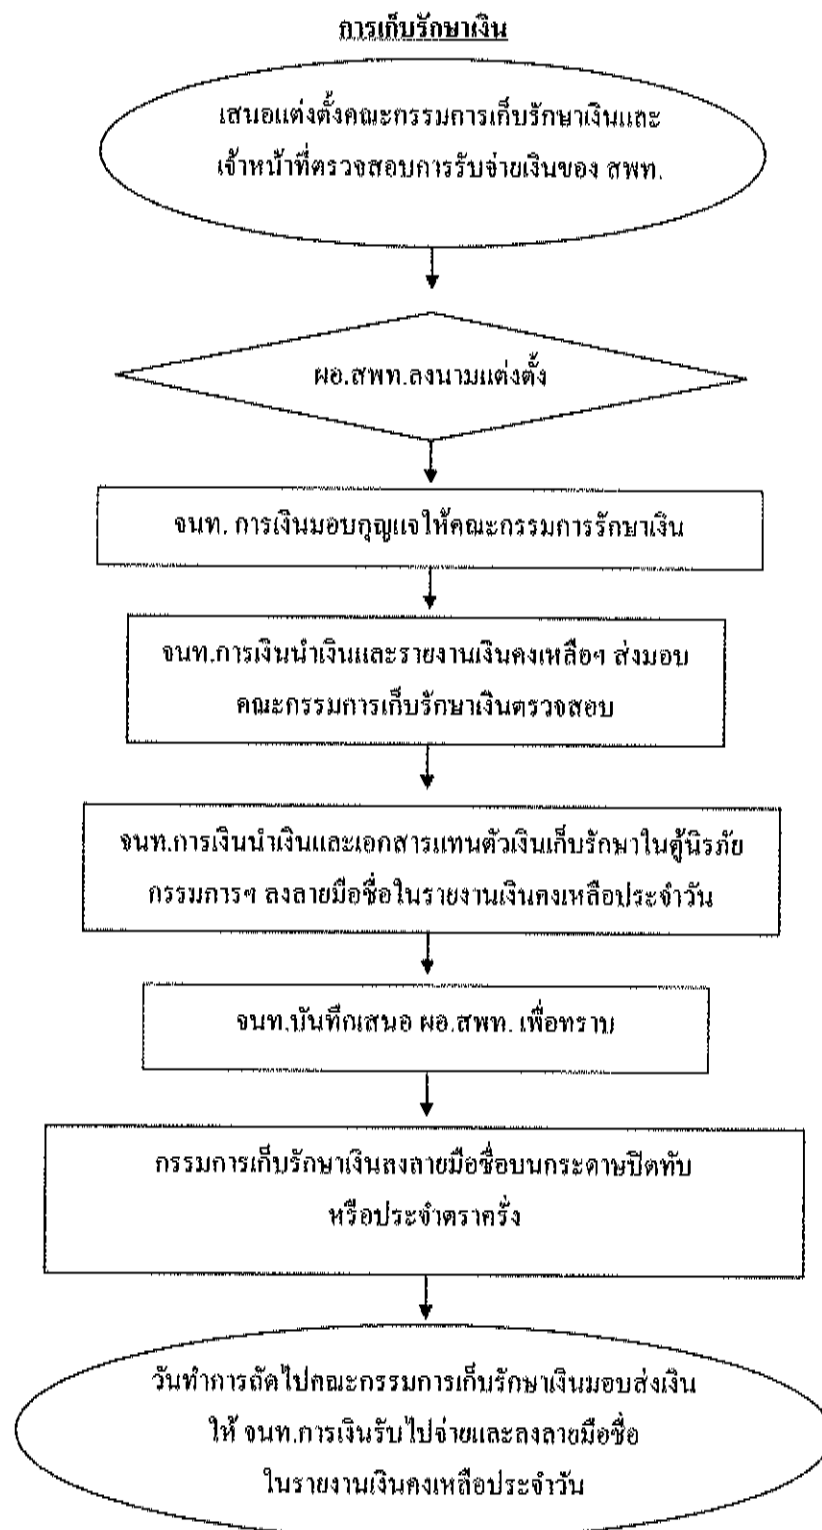 การเก็บรักษาเงิน
เสนอแต่งตั้งคณะกรรมการเก็บรักษาเงินและ
เจ้าหน้าที่ตรวจสอบการรับจ่ายเงินของ สพท.
ผอ.สพท.ลงนามแต่งตั้ง
จนท. การเงินมอบกุญแจให้คณะกรรมการรักษาเงิน
จนท.การเงินนำเงินและรายงานเงินคงเหลือฯ ส่งมอบ
คณะกรรมการเก็บรักษาเงินตรวจสอบ
จนท.การเงินนำเงินและเอกสารแทนตัวเงินเก็บรักษาในตู้นิรภัย
กรรมการฯ ลงลายมือชื่อในรายงานเงินคงเหลือประจำวัน
จนท.บันทึกเสนอ ผอ.สพท. เพื่อทราบ
กรรมการเก็บรักษาเงินลงลายมือชื่อบนกระดาษปิดทับ
หรือประจำตราครั่ง
วันทำการถัดไปคณะกรรมการเก็บรักษาเงินมอบส่งเงิน
ให้ จนท.การเงินรับไปจ่ายและลงลายมือชื่อ
ในรายงานเงินคงเหลือประจำวัน